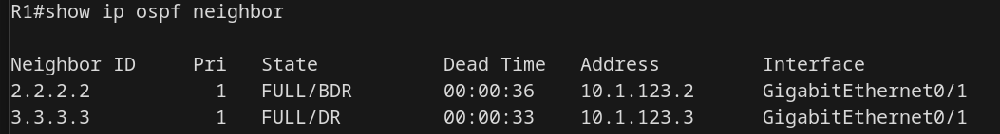 R1#show ip ospf neighbor
Neighbor ID     Pri   State           Dead Time   Address         Interface
2.2.2.2           1   FULL/BDR        00:00:36    10.1.123.2      GigabitEthernet0/1
3.3.3.3           1   FULL/DR         00:00:33    10.1.123.3      GigabitEthernet0/1